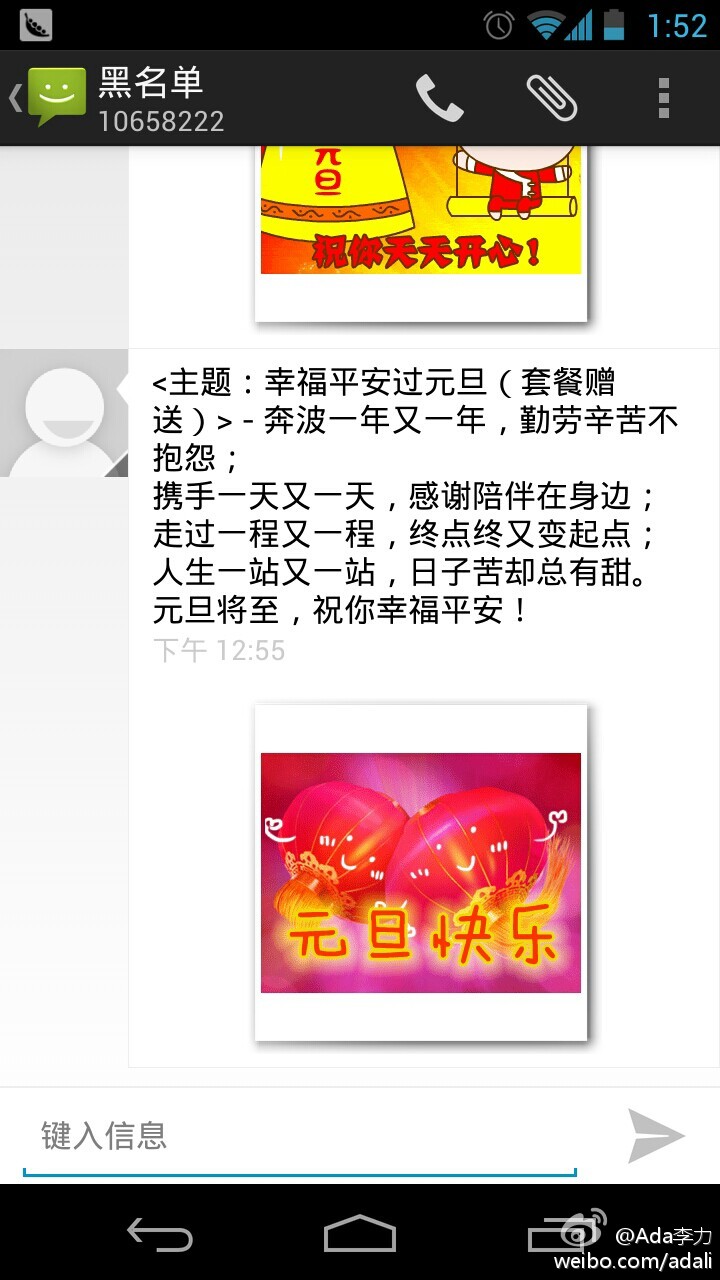 1:52
黑名单
10658222
元
旦
祝你天天开心！
<主题：幸福平安过元旦（套餐赠
送）> - 奔波一年又一年，勤劳辛苦不
抱怨；
携手一天又一天，感谢陪伴在身边；
走过一程又一程，终点终又变起点；
人生一站又一站，日子苦却总有甜。
元旦将至，祝你幸福平安！
下午 12:55
元旦快乐
键入信息
@Ada李力
weibo.com/adali